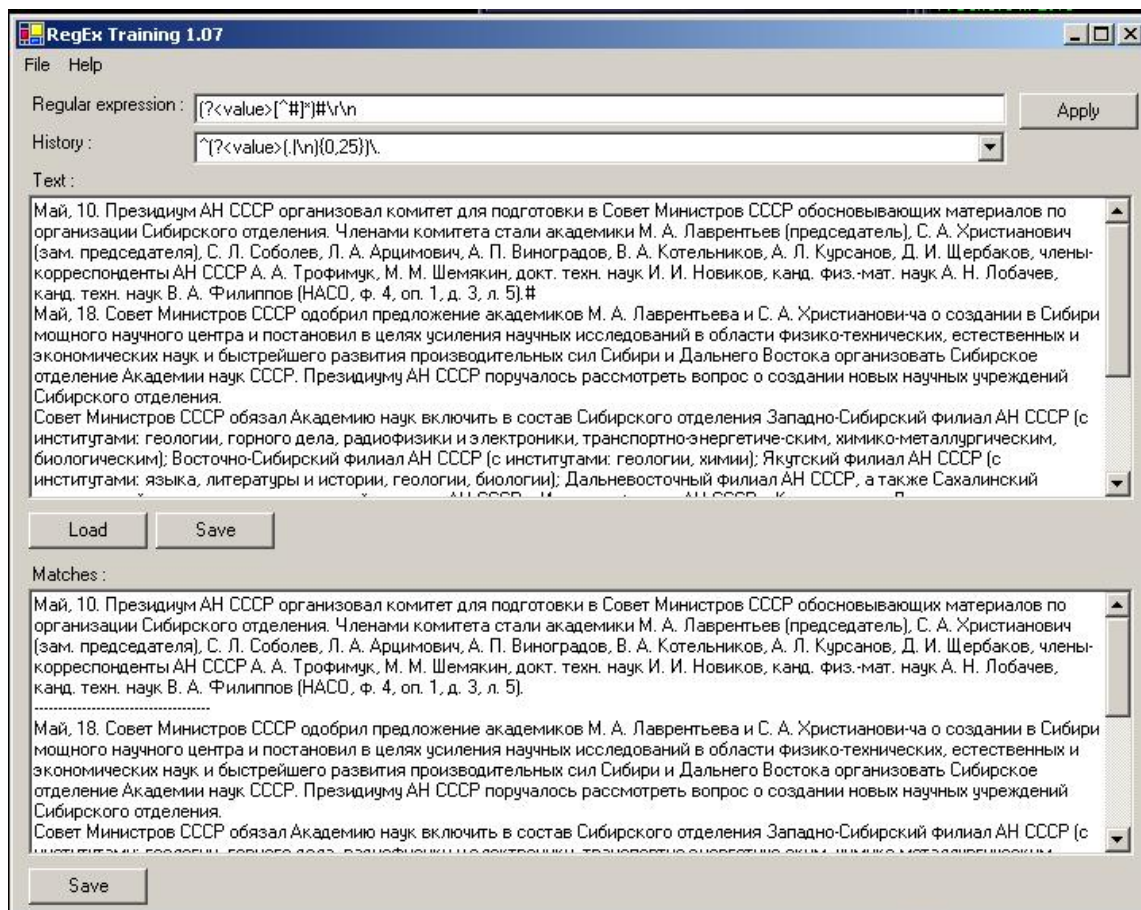 RegEx Training 1.07
File Help
Regular expression : (?<value>[^#]*)#\r\n Apply
History : ^(?<value>(.|\n){0,25})\.
Text :
Май, 10. Президиум АН СССР организовал комитет для подготовки в Совет Министров СССР обосновывающих материалов по
организации Сибирского отделения. Членами комитета стали академики М. А. Лаврентьев (председатель), С. А. Христианович
(зам. председателя), С. Л. Соболев, Л. А. Арцимович, А. П. Виноградов, В. А. Котельников, А. Л. Курсанов, Д. И. Щербаков, члены-
корреспонденты АН СССР А. А. Трофимук, М. М. Шемякин, докт. техн. наук И. И. Новиков, канд. физ.-мат. наук А. Н. Лобачев,
канд. техн. наук В. А. Филиппов (НАСО, ф. 4, оп. 1, д. 3, л. 5).#
Май, 18. Совет Министров СССР одобрил предложение академиков М. А. Лаврентьева и С. А. Христианови-ча о создании в Сибири
мощного научного центра и постановил в целях усиления научных исследований в области физико-технических, естественных и
экономических наук и быстрейшего развития производительных сил Сибири и Дальнего Востока организовать Сибирское
отделение Академии наук СССР. Президиуму АН СССР поручалось рассмотреть вопрос о создании новых научных учреждений
Сибирского отделения.
Совет Министров СССР обязал Академию наук включить в состав Сибирского отделения Западно-Сибирский филиал АН СССР (с
институтами: геологии, горного дела, радиофизики и электроники, транспортно-энергетиче-ским, химико-металлургическим,
биологическим); Восточно-Сибирский филиал АН СССР (с институтами: геологии, химии); Якутский филиал АН СССР (с
институтами: языка, литературы и истории, геологии, биологии); Дальневосточный филиал АН СССР, а также Сахалинский
Load Save
Matches :
Май, 10. Президиум АН СССР организовал комитет для подготовки в Совет Министров СССР обосновывающих материалов по
организации Сибирского отделения. Членами комитета стали академики М. А. Лаврентьев (председатель), С. А. Христианович
(зам. председателя), С. Л. Соболев, Л. А. Арцимович, А. П. Виноградов, В. А. Котельников, А. Л. Курсанов, Д. И. Щербаков, члены-
корреспонденты АН СССР А. А. Трофимук, М. М. Шемякин, докт. техн. наук И. И. Новиков, канд. физ.-мат. наук А. Н. Лобачев,
канд. техн. наук В. А. Филиппов (НАСО, ф. 4, оп. 1, д. 3, л. 5).
------------------------------------
Май, 18. Совет Министров СССР одобрил предложение академиков М. А. Лаврентьева и С. А. Христианови-ча о создании в Сибири
мощного научного центра и постановил в целях усиления научных исследований в области физико-технических, естественных и
экономических наук и быстрейшего развития производительных сил Сибири и Дальнего Востока организовать Сибирское
отделение Академии наук СССР. Президиуму АН СССР поручалось рассмотреть вопрос о создании новых научных учреждений
Сибирского отделения.
Совет Министров СССР обязал Академию наук включить в состав Сибирского отделения Западно-Сибирский филиал АН СССР (с
Save